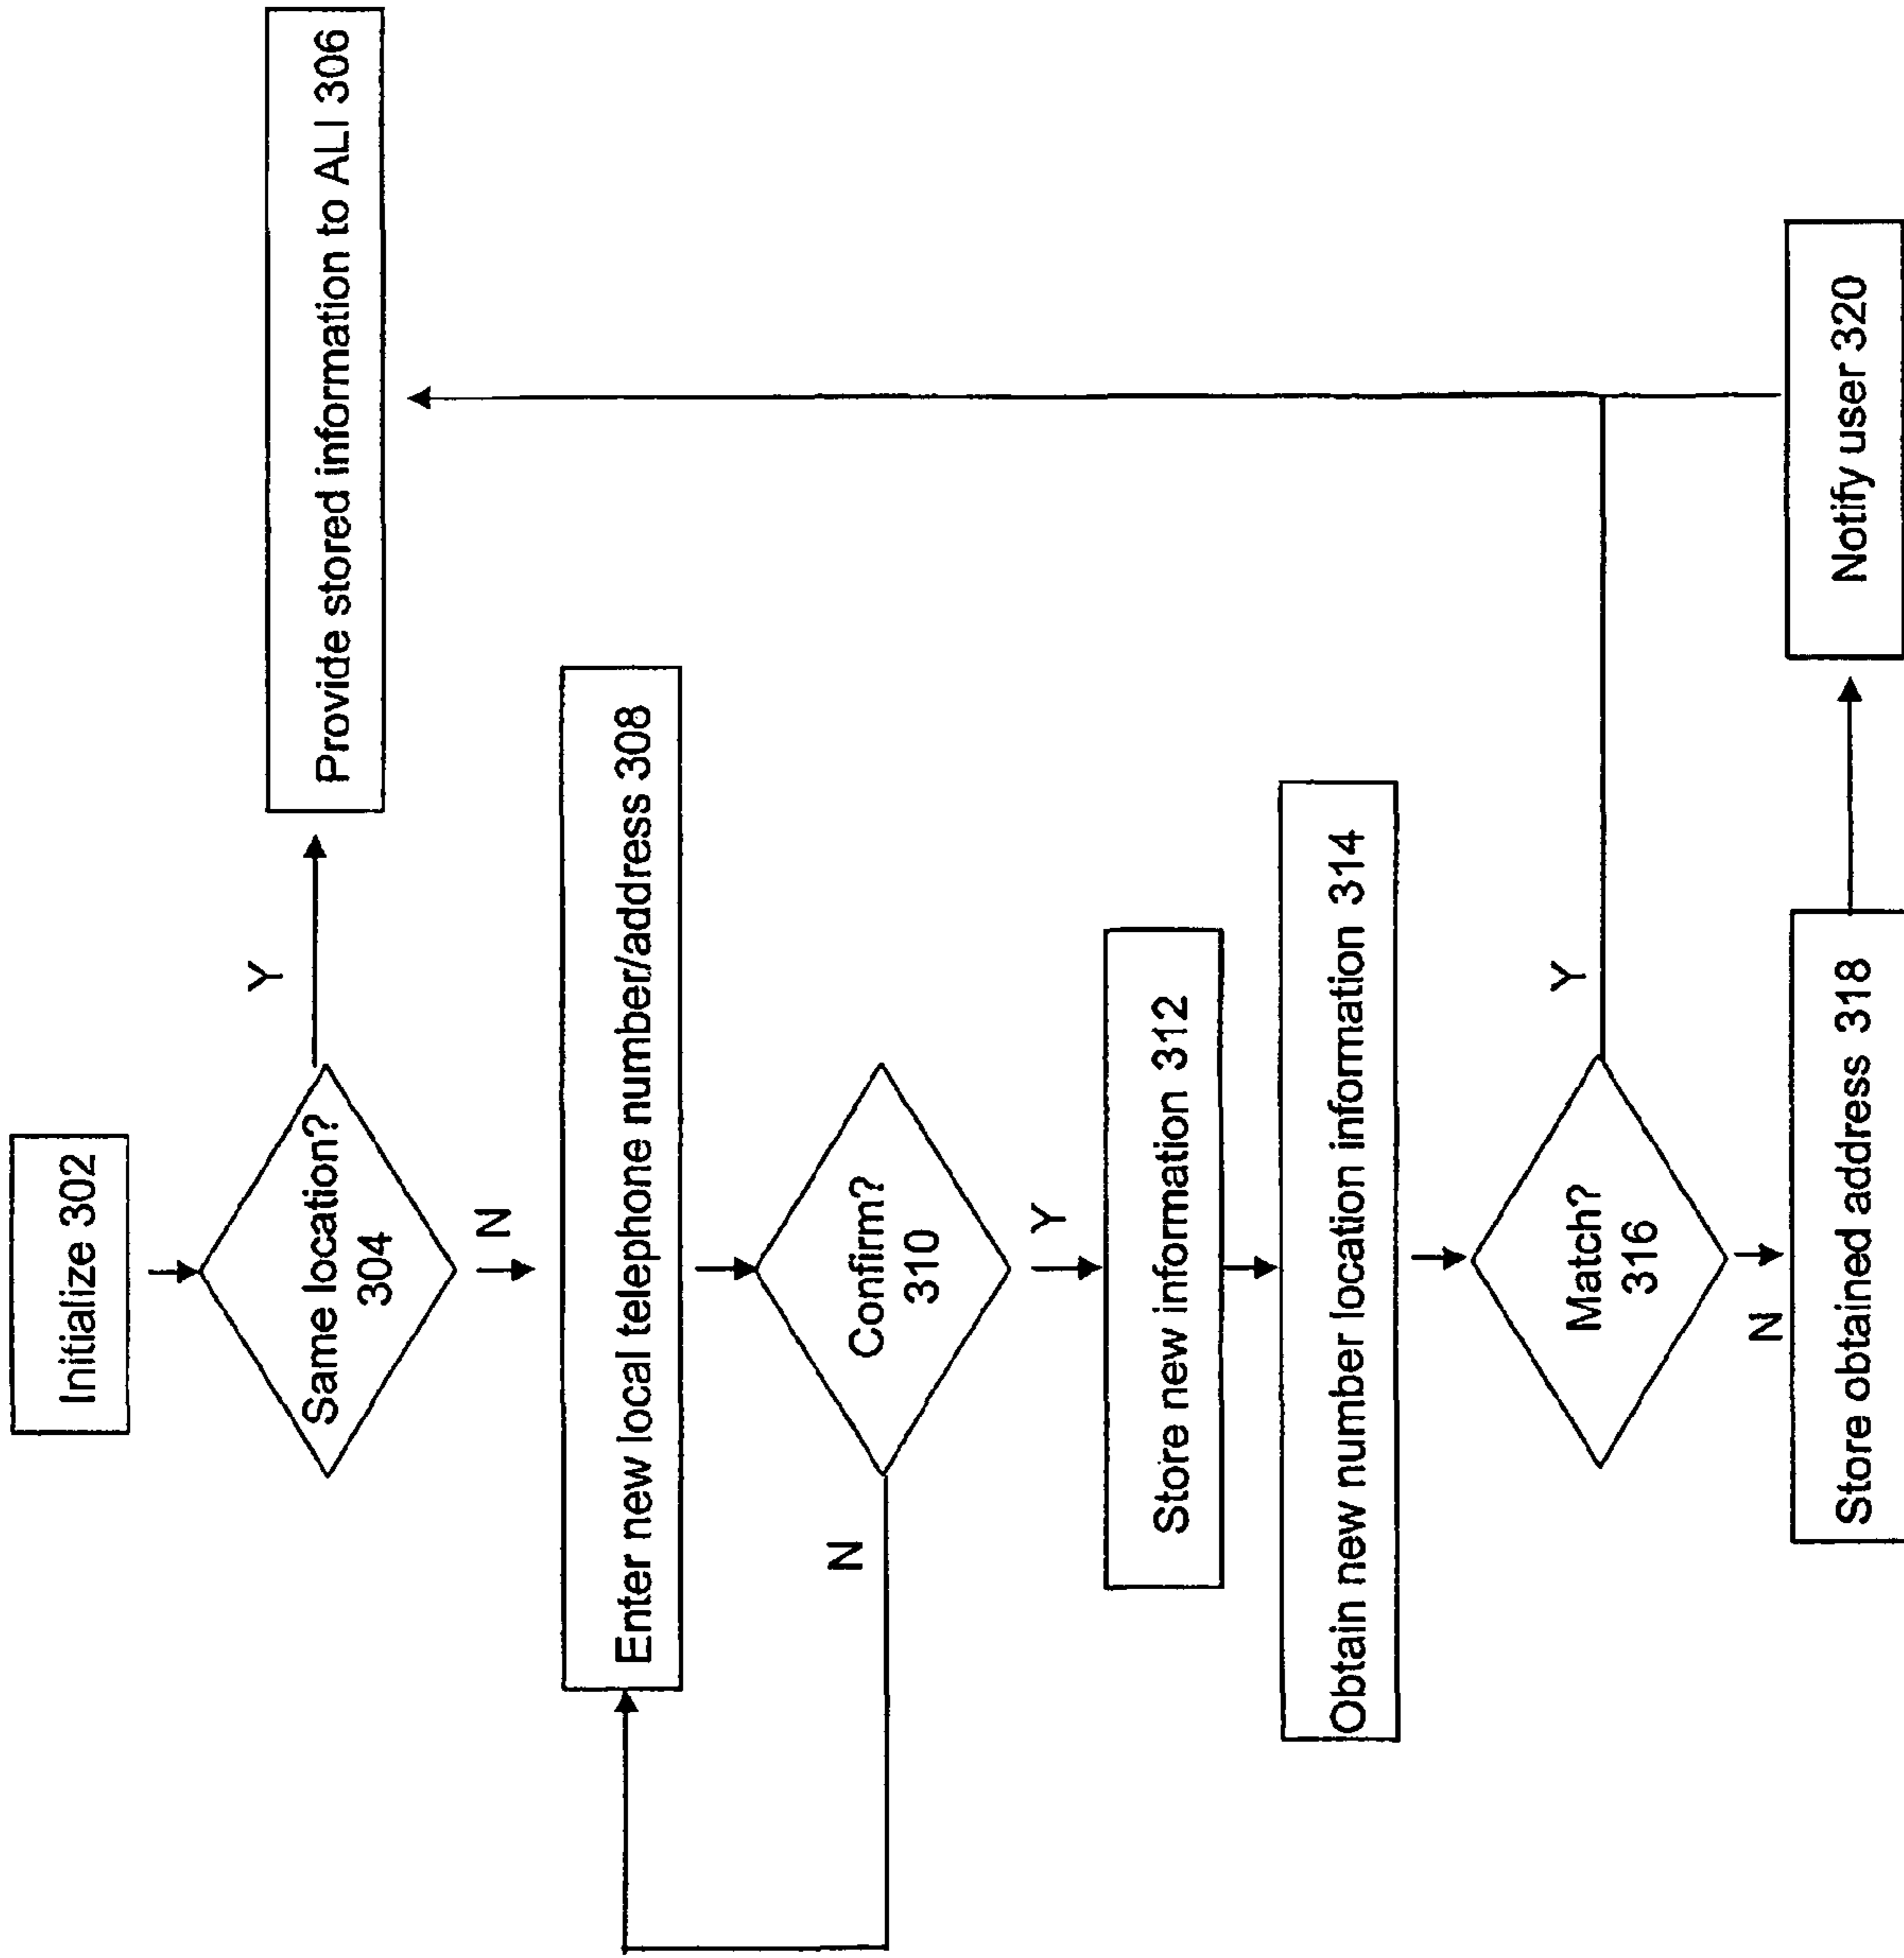 Initialize 302
Same location?
304
Y
Provide stored information to ALI 306
N
Enter new local telephone number/address 308
Confirm?
310
N
Y
Store new information 312
Obtain new number location information 314
Match?
316
Y
N
Store obtained address 318
Notify user 320